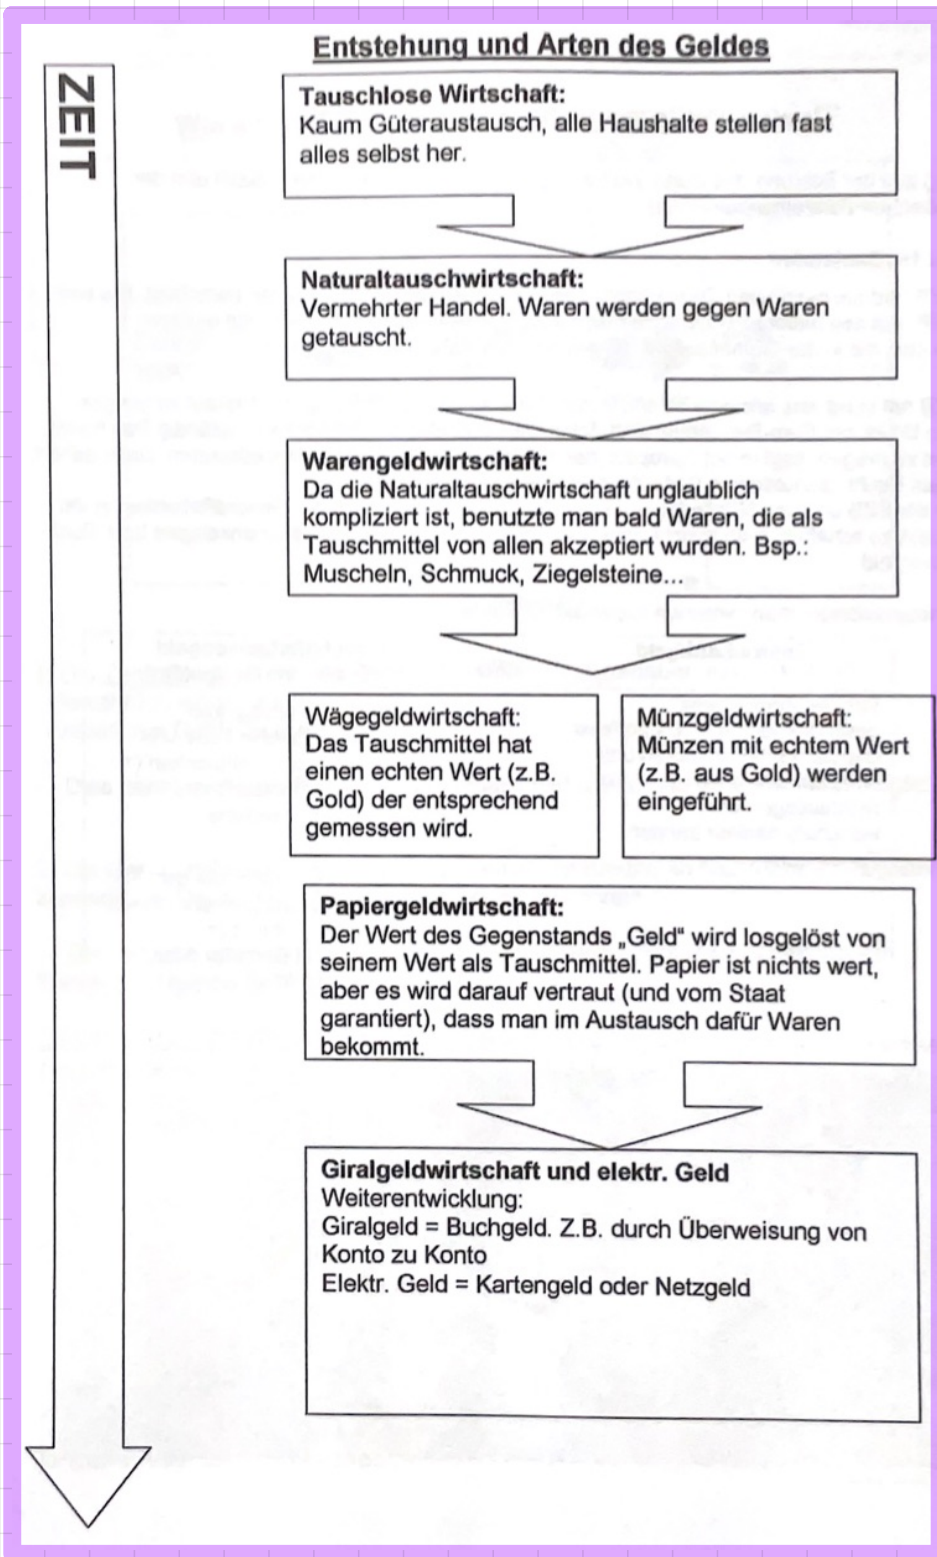 Entstehung und Arten des Geldes
ZEIT
Tauschlose Wirtschaft:
Kaum Güteraustausch, alle Haushalte stellen fast
alles selbst her.
Naturaltauschwirtschaft:
Vermehrter Handel. Waren werden gegen Waren
getauscht.
Warengeldwirtschaft:
Da die Naturaltauschwirtschaft unglaublich
kompliziert ist, benutzte man bald Waren, die als
Tauschmittel von allen akzeptiert wurden. Bsp.:
Muscheln, Schmuck, Ziegelsteine...
Wägegeldwirtschaft:
Das Tauschmittel hat
einen echten Wert (z.B.
Gold) der entsprechend
gemessen wird.
Münzgeldwirtschaft:
Münzen mit echtem Wert
(z.B. aus Gold) werden
eingeführt.
Papiergeldwirtschaft:
Der Wert des Gegenstands „Geld" wird losgelöst von
seinem Wert als Tauschmittel. Papier ist nichts wert,
aber es wird darauf vertraut (und vom Staat
garantiert), dass man im Austausch dafür Waren
bekommt.
Giralgeldwirtschaft und elektr. Geld
Weiterentwicklung:
Giralgeld = Buchgeld. Z.B. durch Überweisung von
Konto zu Konto
Elektr. Geld = Kartengeld oder Netzgeld